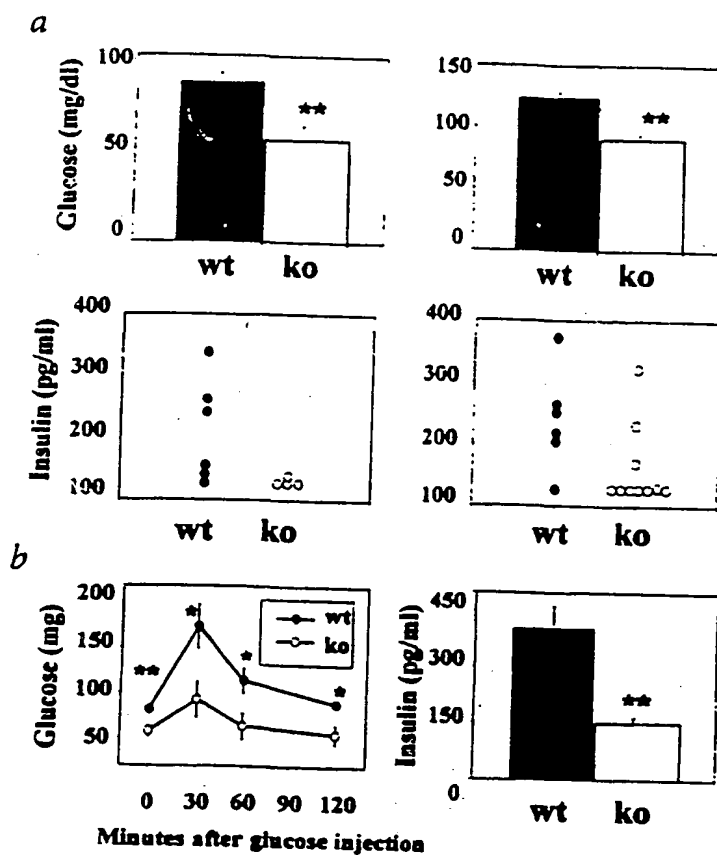 a
Glucose (mg/dl)
100
50
0
**
wt ko
150
100
50
0
**
wt ko
Insulin (pg/ml)
400
300
200
100
wt ko
400
300
200
100
wt ko
b
Glucose (mg)
200
150
100
50
** * * *
wt
ko
0 30 60 90 120
Minutes after glucose injection
Insulin (pg/ml)
450
300
150
0
**
wt ko